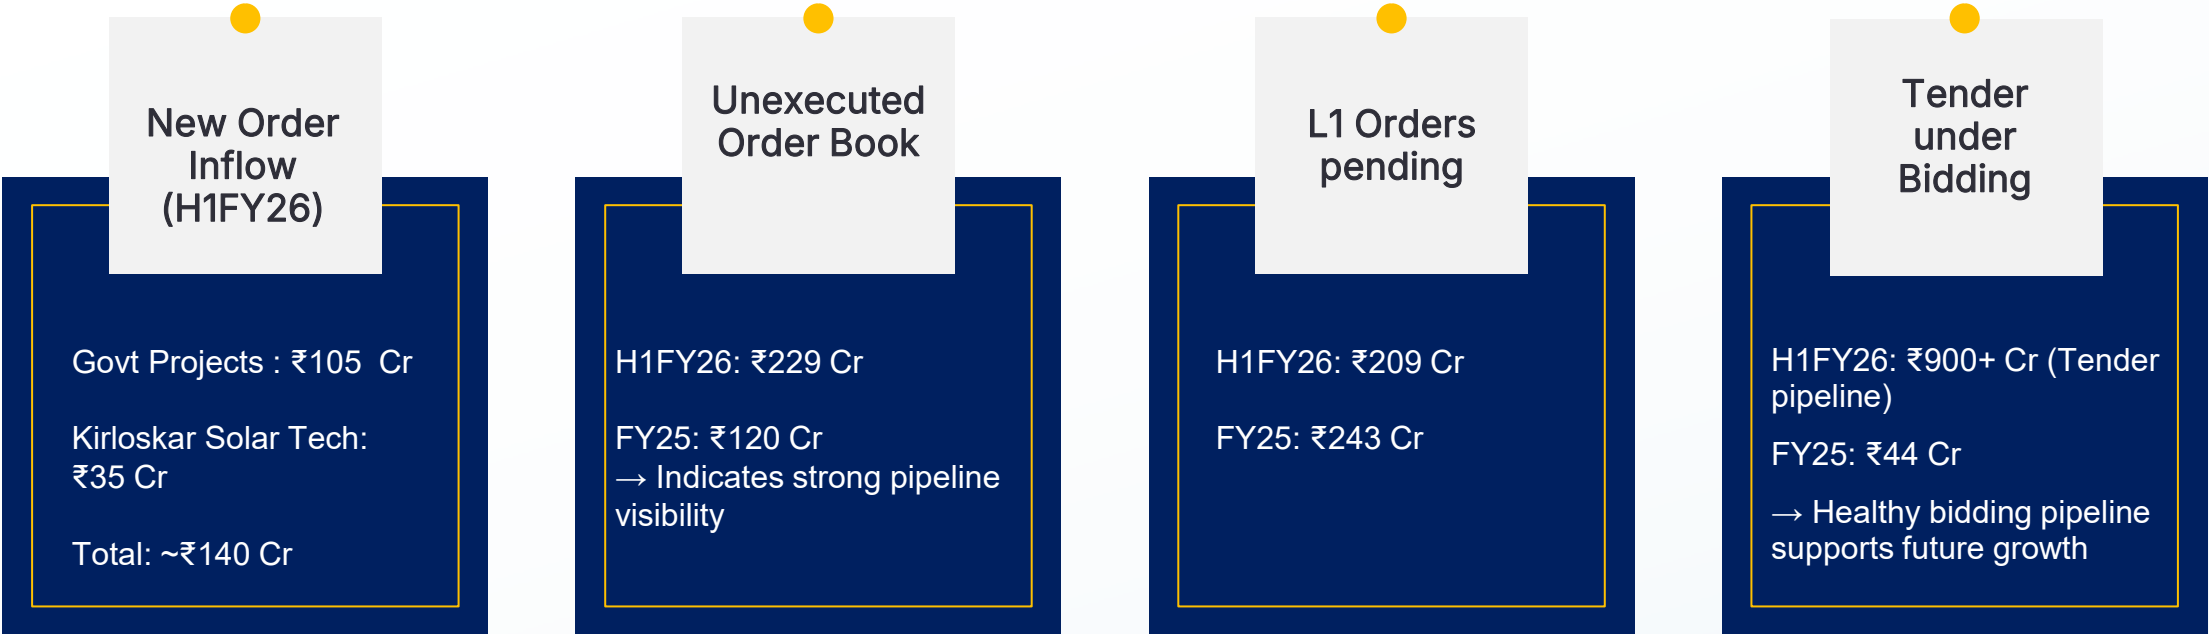 New Order
Inflow
(H1FY26)
Govt Projects : ₹105  Cr
Kirloskar Solar Tech:
₹35 Cr
Total: ~₹140 Cr
Unexecuted
Order Book
H1FY26: ₹229 Cr
FY25: ₹120 Cr
→ Indicates strong pipeline
visibility
L1 Orders
pending
H1FY26: ₹209 Cr
FY25: ₹243 Cr
Tender
under
Bidding
H1FY26: ₹900+ Cr (Tender
pipeline)
FY25: ₹44 Cr
→ Healthy bidding pipeline
supports future growth